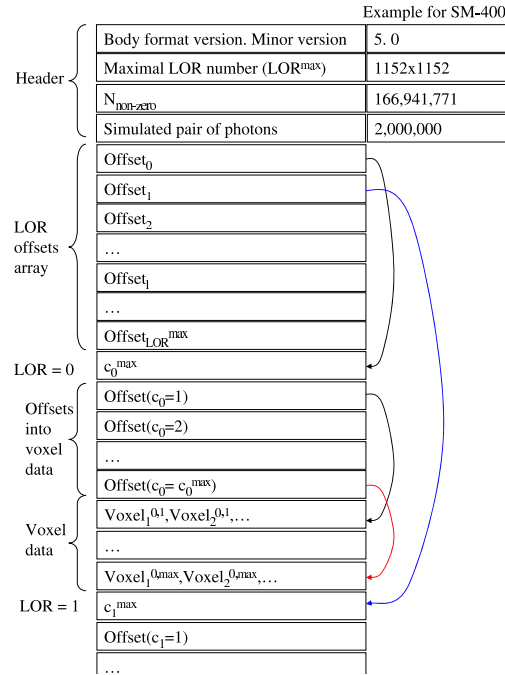 Example for SM-400
Body format version. Minor version 5. 0
Header
Maximal LOR number (LOR^max) 1152x1152
N_non-zero 166,941,771
Simulated pair of photons 2,000,000
Offset_0
Offset_1
Offset_2
LOR
offsets
array
...
Offset_l
...
Offset_LOR^max
LOR = 0 c_0^max
Offsets
into
voxel
data
Offset(c_0=1)
Offset(c_0=2)
...
Offset(c_0= c_0^max)
Voxel
data
Voxel_1^0,1,Voxel_2^0,1,...
...
Voxel_1^0,max,Voxel_2^0,max,...
LOR = 1 c_1^max
Offset(c_1=1)
...